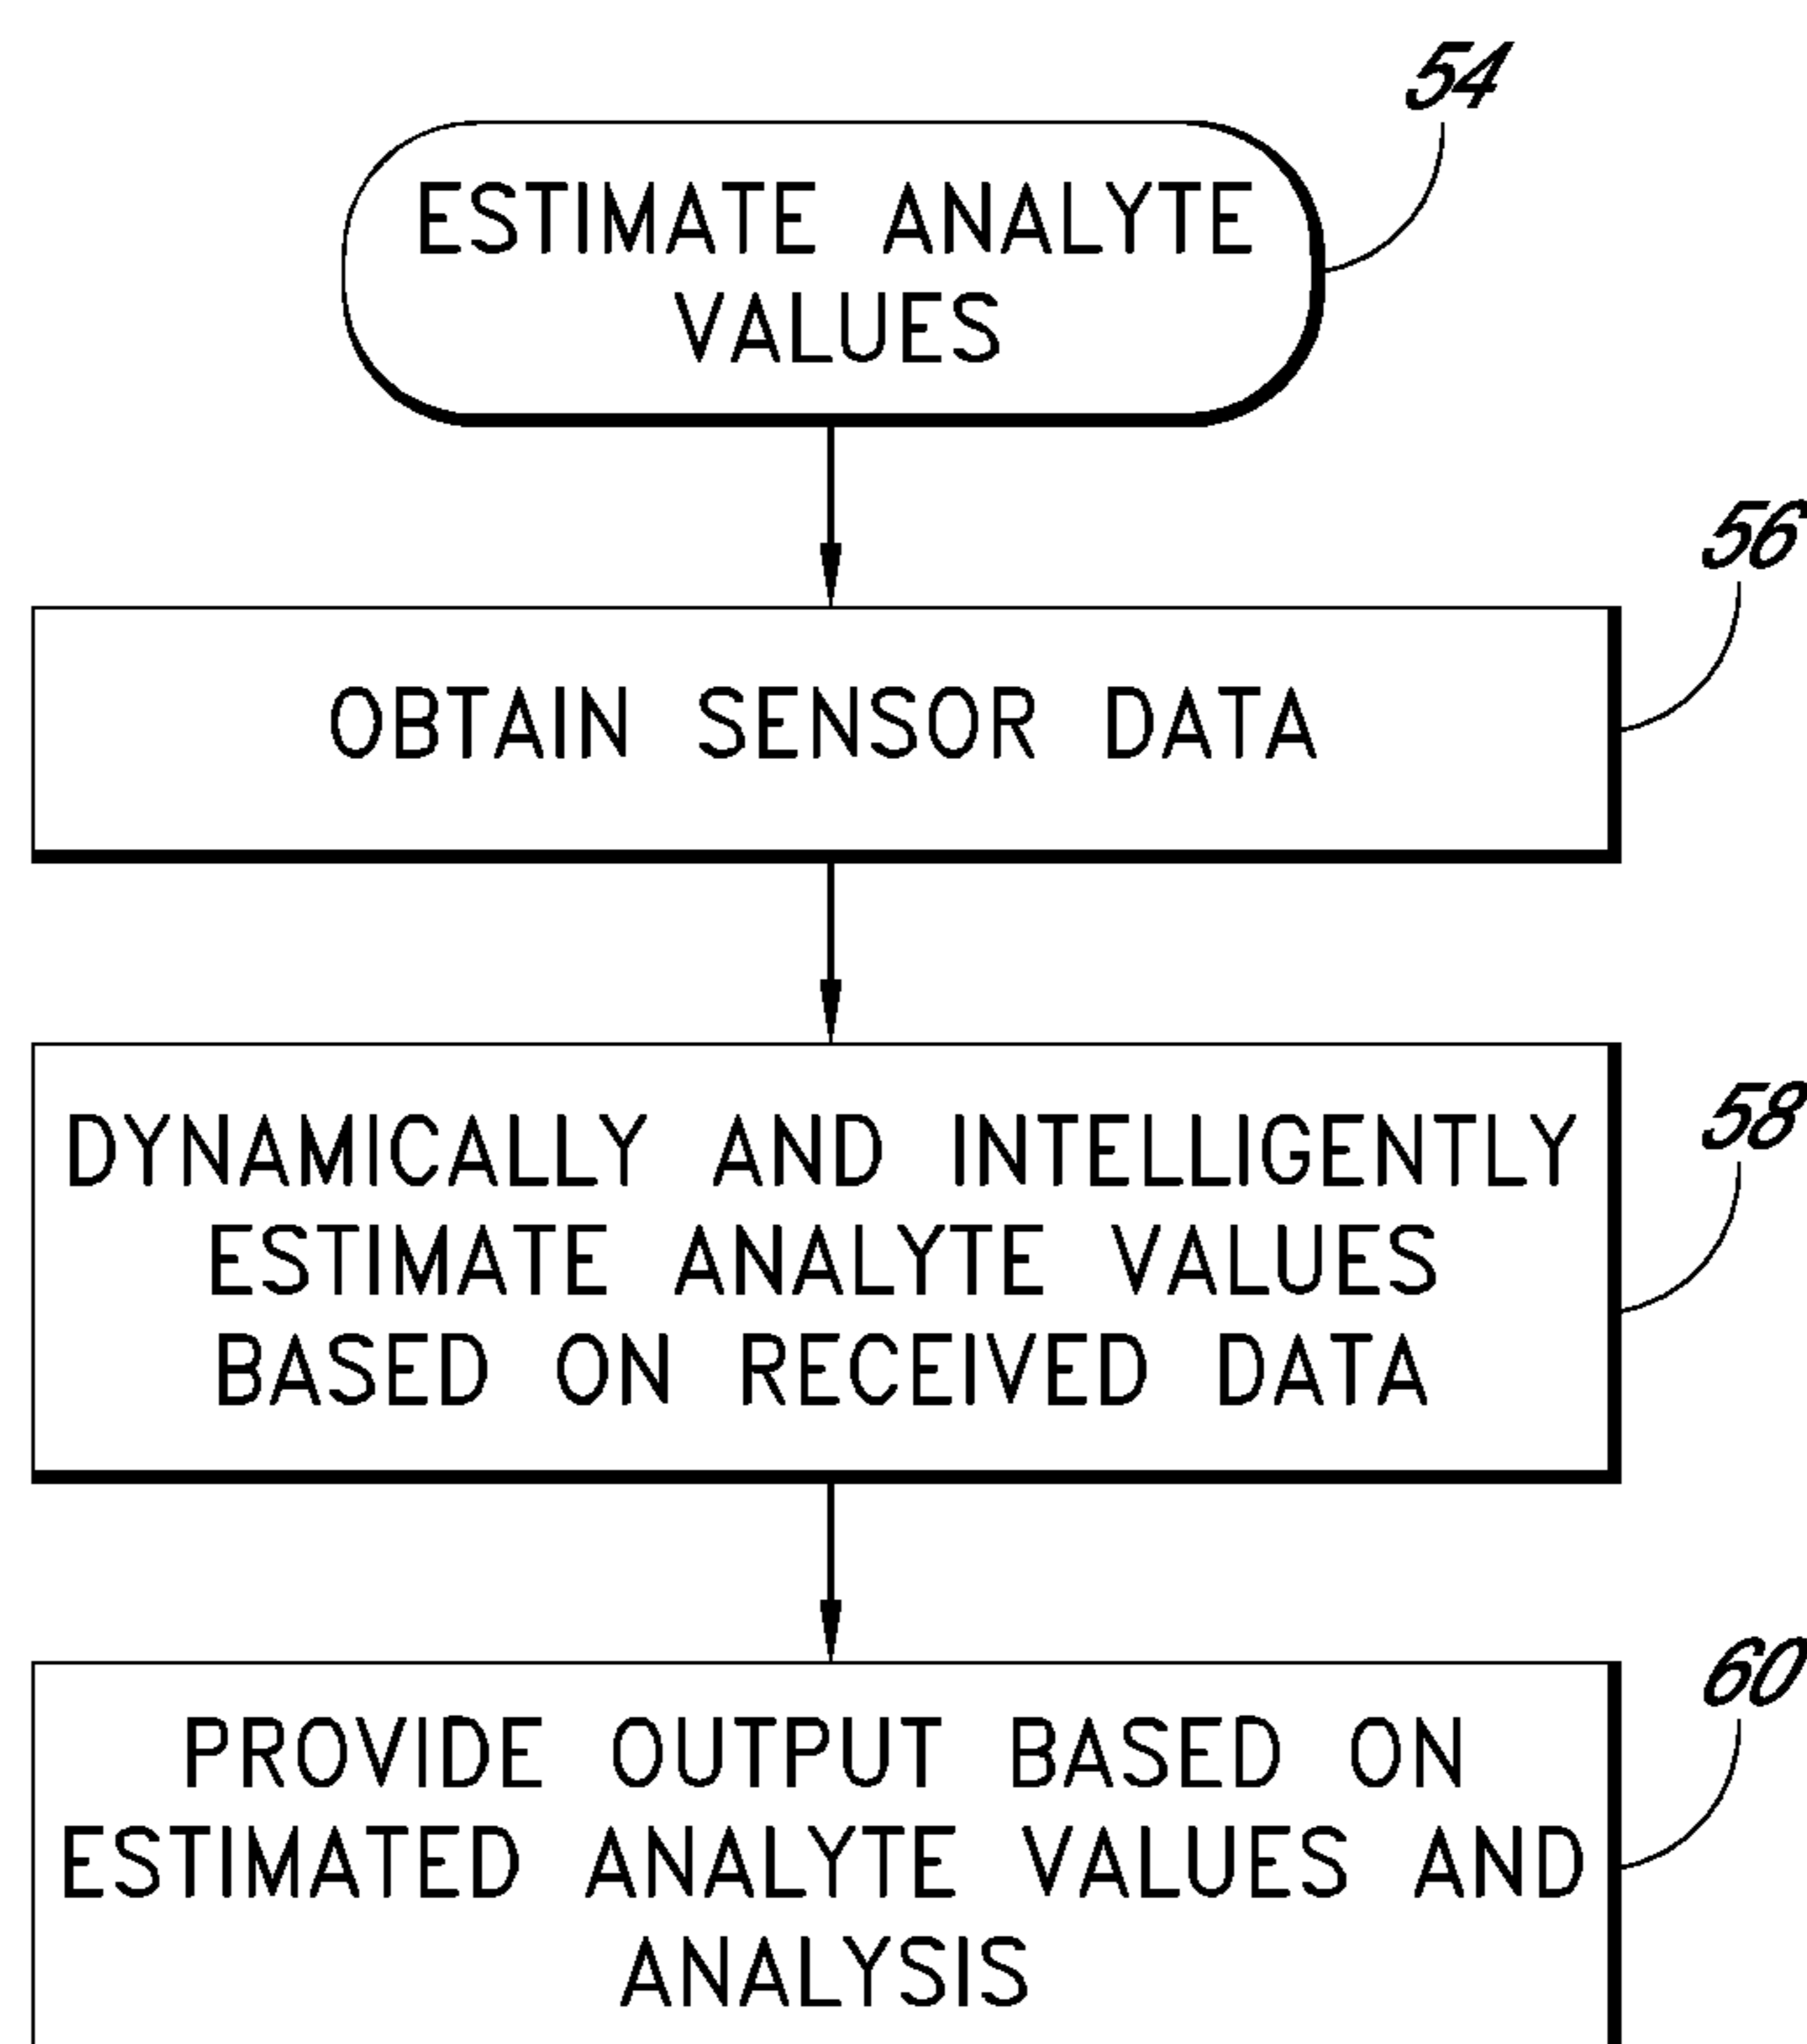 54
ESTIMATE ANALYTE
VALUES
56
OBTAIN SENSOR DATA
58
DYNAMICALLY AND INTELLIGENTLY
ESTIMATE ANALYTE VALUES
BASED ON RECEIVED DATA
60
PROVIDE OUTPUT BASED ON
ESTIMATED ANALYTE VALUES AND
ANALYSIS